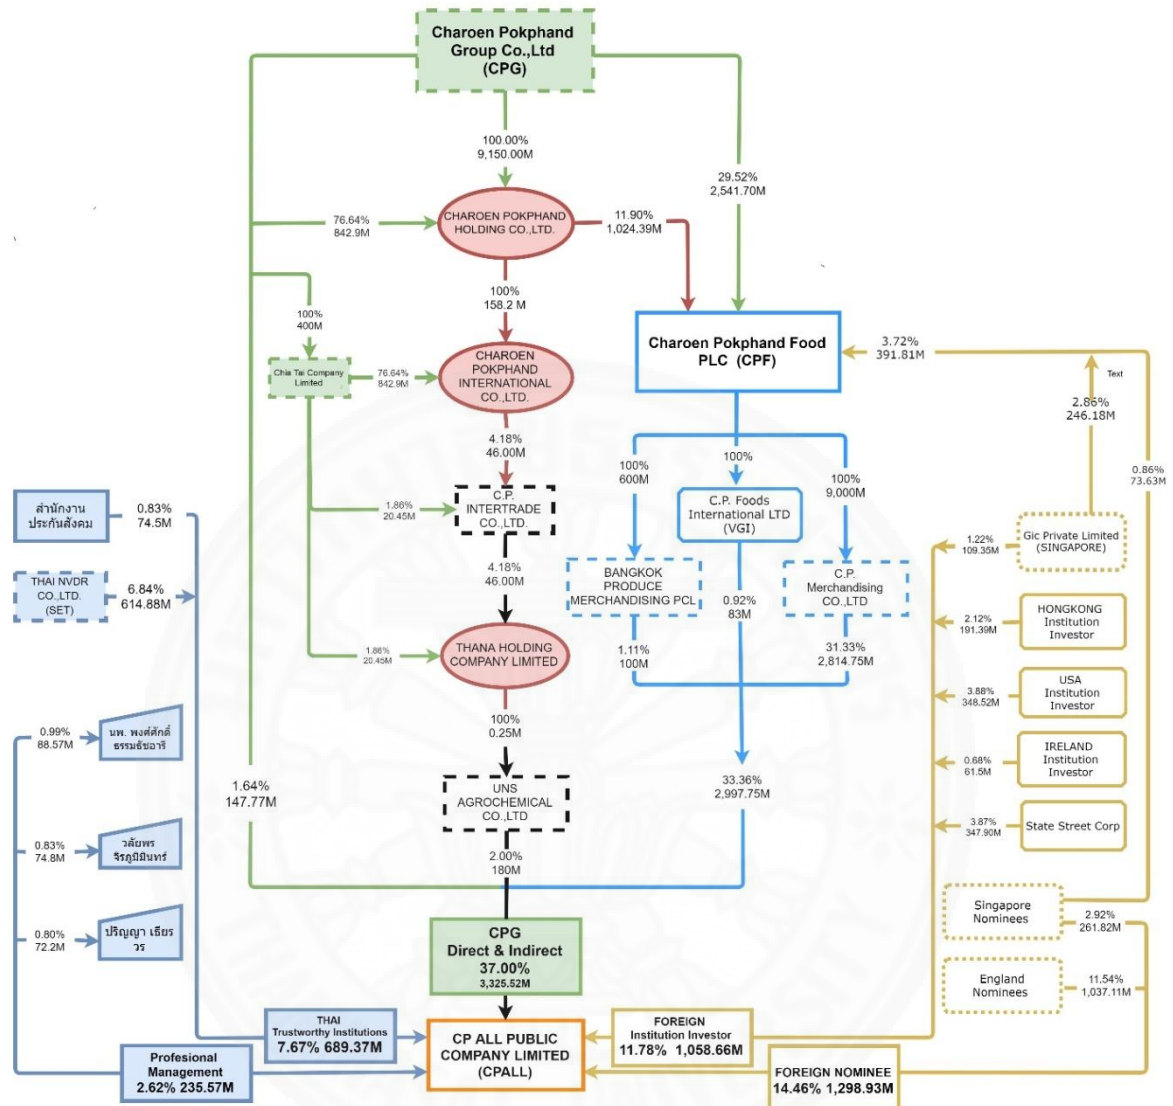 Charoen Pokphand
Group Co.,Ltd
(CPG)
100.00%
9,150.00M
29.52%
2,541.70M
76.64%
842.9M
CHAROEN POKPHAND
HOLDING CO.,LTD.
11.90%
1,024.39M
100%
158.2 M
100%
400M
Chia Tai Company
Limited
76.64%
842.9M
CHAROEN
POKPHAND
INTERNATIONAL
CO.,LTD.
Charoen Pokphand Food
PLC (CPF)
3.72%
391.81M
Text
2.86%
246.18M
4.18%
46.00M
100%
600M
100%
100%
9,000M
0.86%
73.63M
สำนักงาน
ประกันสังคม
0.83%
74.5M
1.86%
20.45M
C.P.
INTERTRADE
CO.,LTD.
C.P. Foods
International LTD
(VGI)
1.22%
109.35M
Gic Private Limited
(SINGAPORE)
THAI NVDR
CO.,LTD.
(SET)
6.84%
614.88M
4.18%
46.00M
BANGKOK
PRODUCE
MERCHANDISING PCL
0.92%
83M
C.P.
Merchandising
CO.,LTD
2.12%
191.39M
HONGKONG
Institution
Investor
1.86%
20.45M
THANA HOLDING
COMPANY LIMITED
1.11%
100M
31.33%
2,814.75M
3.88%
348.52M
USA
Institution
Investor
0.99%
88.57M
นพ. พงศ์ศักดิ์
ธรรมธัชอารี
100%
0.25M
0.68%
61.5M
IRELAND
Institution
Investor
1.64%
147.77M
UNS
AGROCHEMICAL
CO.,LTD
33.36%
2,997.75M
3.87%
347.90M
State Street Corp
0.83%
74.8M
วลัยพร
จิรภูมิมินทร์
2.00%
180M
Singapore
Nominees
2.92%
261.82M
0.80%
72.2M
ปริญญา เธียร
วร
CPG
Direct & Indirect
37.00%
3,325.52M
England
Nominees
11.54%
1,037.11M
THAI
Trustworthy Institutions
7.67% 689.37M
CP ALL PUBLIC
COMPANY LIMITED
(CPALL)
FOREIGN
Institution Investor
11.78% 1,058.66M
Profesional
Management
2.62% 235.57M
FOREIGN NOMINEE
14.46% 1,298.93M